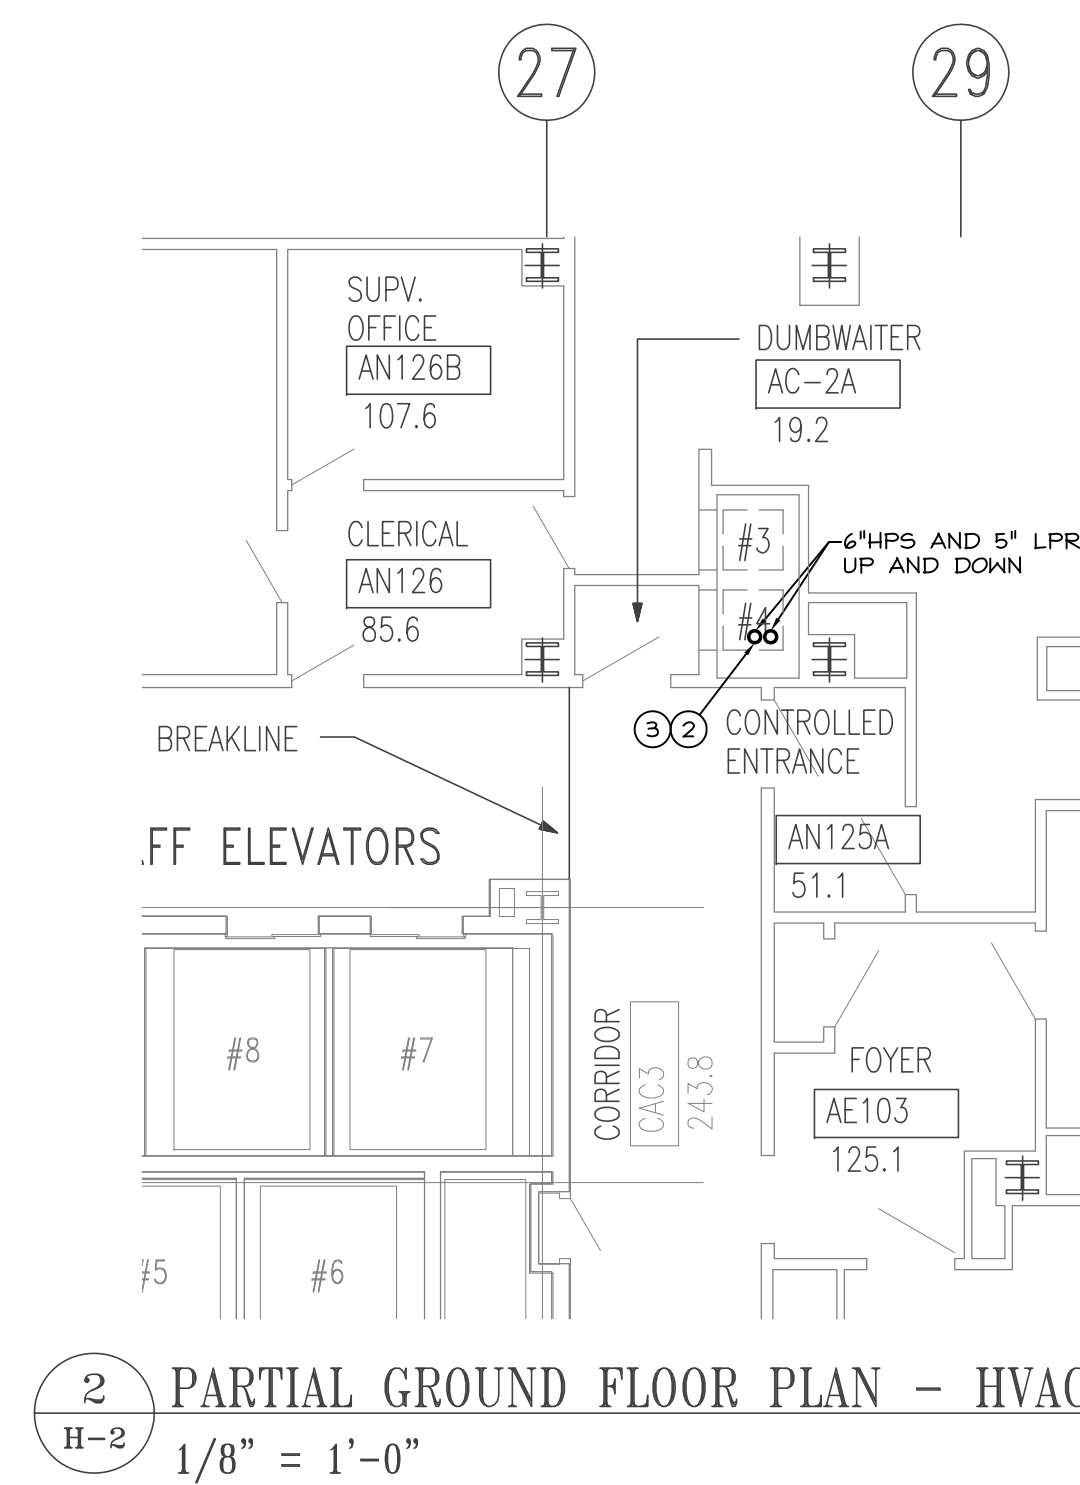 27
29
SUPV.
OFFICE
AN126B
107.6
DUMBWAITER
AC-2A
19.2
CLERICAL
AN126
85.6
#3
#4
6"HPS AND 5" LPR
UP AND DOWN
3 2
CONTROLLED
ENTRANCE
BREAKLINE
AN125A
51.1
FF ELEVATORS
#8
#7
CORRIDOR
CAC3
243.8
FOYER
AE103
125.1
#5
#6
2
H-2
PARTIAL GROUND FLOOR PLAN - HVAC
1/8" = 1'-0"